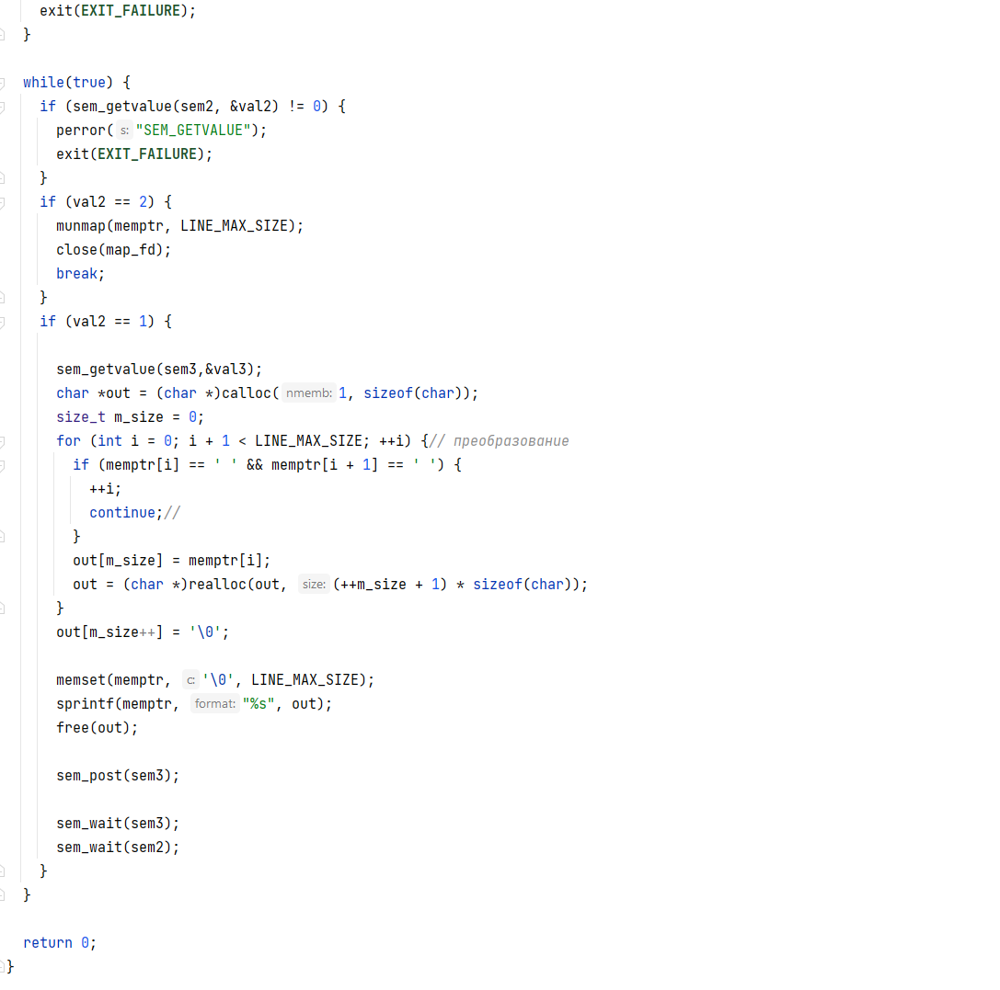 exit(EXIT_FAILURE);
}
while(true) {
if (sem_getvalue(sem2, &val2) != 0) {
perror( s: "SEM_GETVALUE");
exit(EXIT_FAILURE);
}
if (val2 == 2) {
munmap(memptr, LINE_MAX_SIZE);
close(map_fd);
break;
}
if (val2 == 1) {
sem_getvalue(sem3,&val3);
char *out = (char *)calloc( nmemb: 1, sizeof(char));
size_t m_size = 0;
for (int i = 0; i + 1 < LINE_MAX_SIZE; ++i) {// преобразование
if (memptr[i] == ' ' && memptr[i + 1] == ' ') {
++i;
continue;//
}
out[m_size] = memptr[i];
out = (char *)realloc(out, size: (++m_size + 1) * sizeof(char));
}
out[m_size++] = '\0';
memset(memptr, c: '\0', LINE_MAX_SIZE);
sprintf(memptr, format: "%s", out);
free(out);
sem_post(sem3);
sem_wait(sem3);
sem_wait(sem2);
}
}
return 0;
}